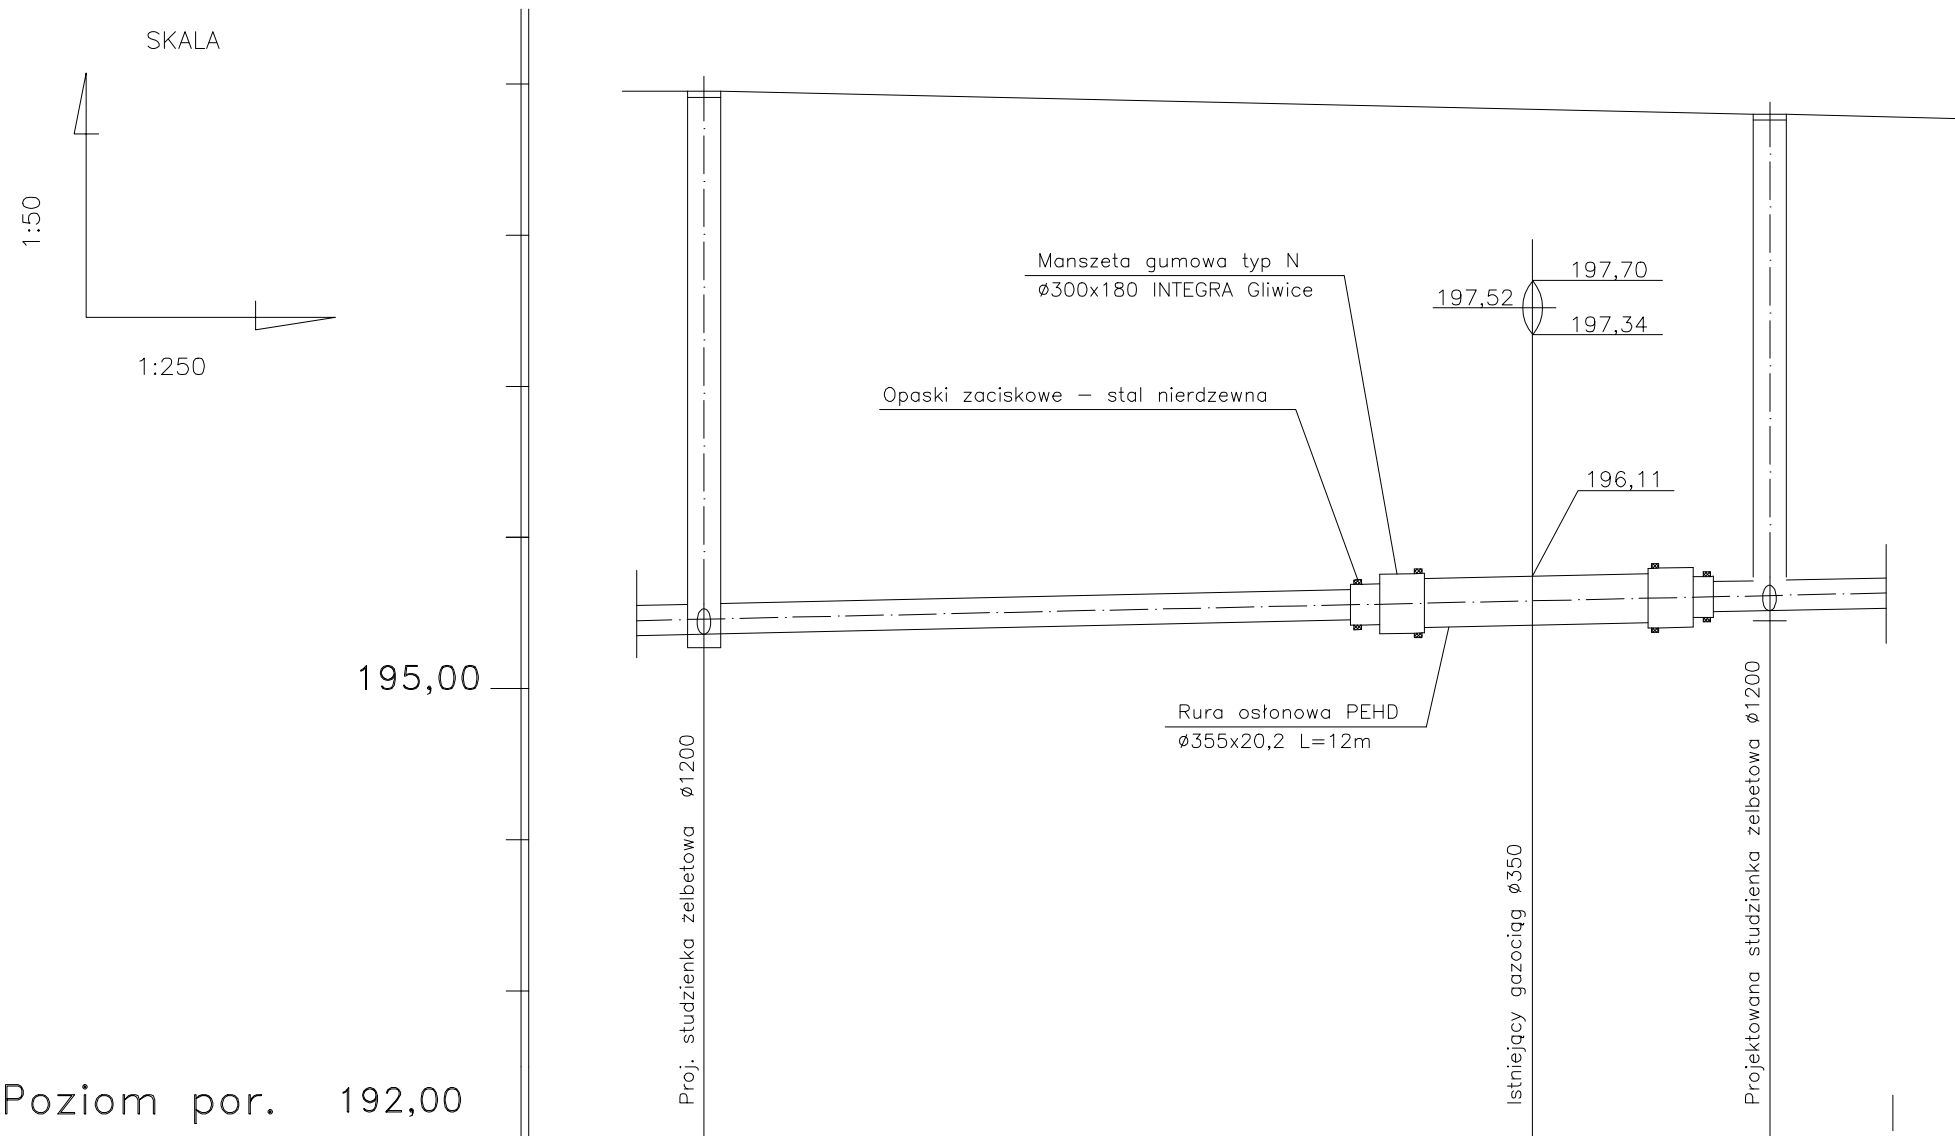 SKALA
1:50
1:250
Manszeta gumowa typ N
ø300x180 INTEGRA Gliwice
197,70
197,52
197,34
Opaski zaciskowe – stal nierdzewna
196,11
195,00
Rura osłonowa PEHD
ø355x20,2 L=12m
Proj. studzienka żelbetowa ø1200
Istniejący gazociąg ø350
Projektowana studzienka żelbetowa ø1200
Poziom por. 192,00